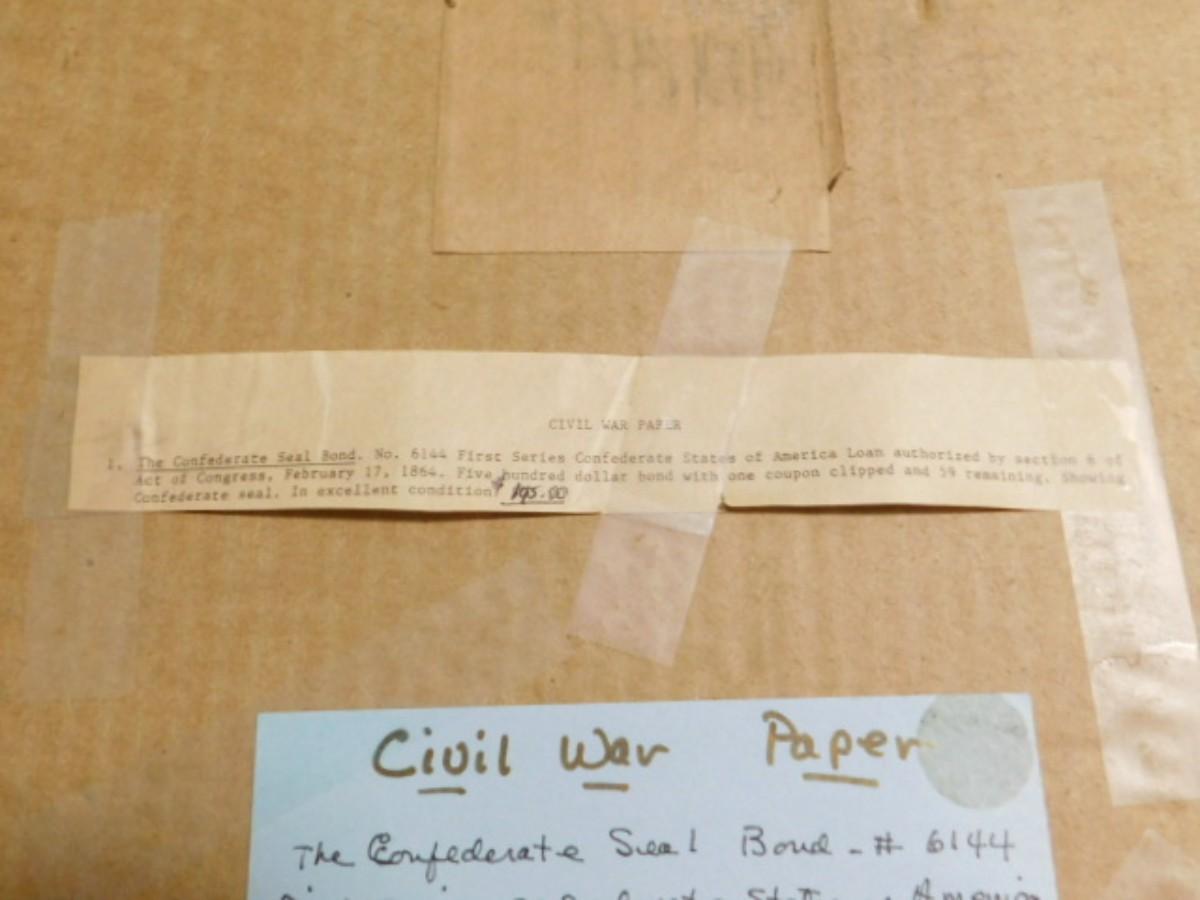 CIVIL WAR PAPER
1. The Confederate Seal Bond. No. 6144 First Series Confederate States of America Loan authorized by section 6 of
Act of Congress, February 17, 1864. Five hundred dollar bond with one coupon clipped and 59 remaining. Showing
Confederate seal. In excellent condition
Civil War Paper
The Confederate Seal Bond - # 6144
States America